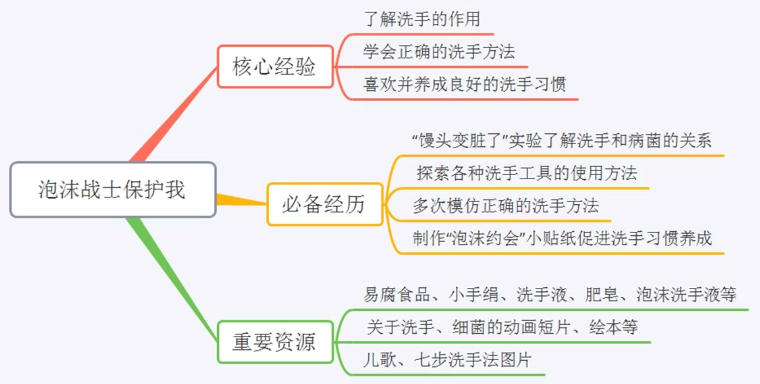 泡沫战士保护我
核心经验
了解洗手的作用
学会正确的洗手方法
喜欢并养成良好的洗手习惯
必备经历
“馒头变脏了”实验了解洗手和病菌的关系
探索各种洗手工具的使用方法
多次模仿正确的洗手方法
制作“泡沫约会”小贴纸促进洗手习惯养成
重要资源
易腐食品、小手绢、洗手液、肥皂、泡沫洗手液等
关于洗手、细菌的动画短片、绘本等
儿歌、七步洗手法图片